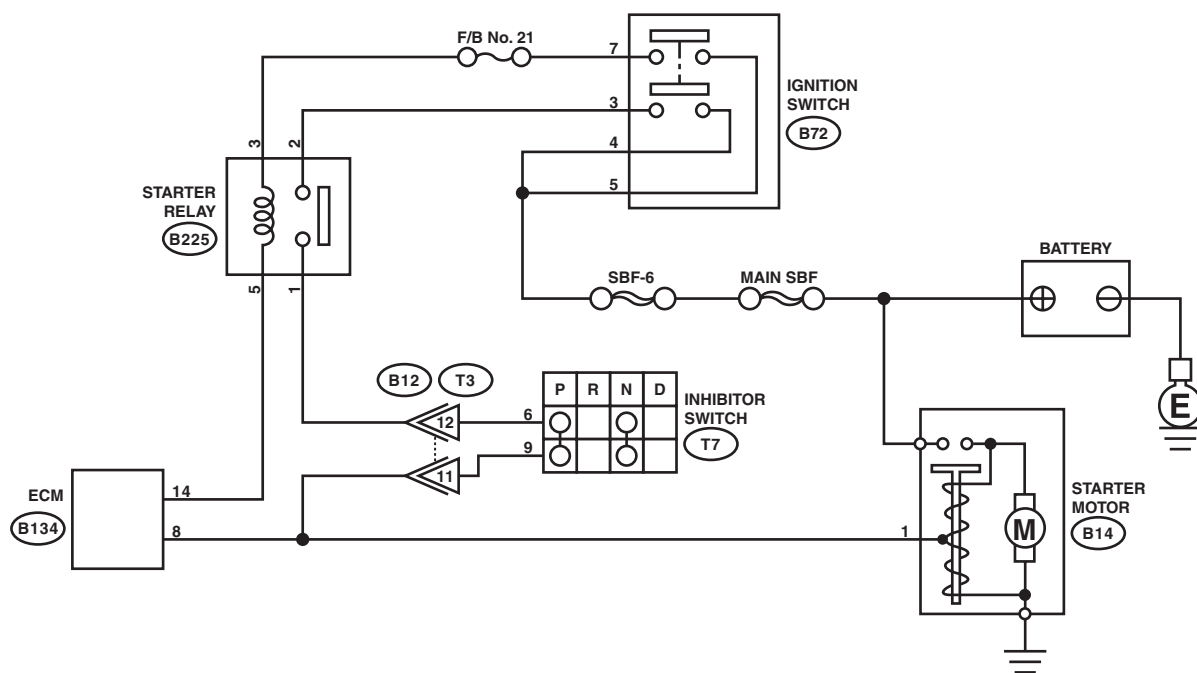 F/B No. 21
7
IGNITION
SWITCH
B72
3
4
5
3
2
STARTER
RELAY
B225
5
1
SBF-6
MAIN SBF
BATTERY
E
B12
T3
P R N D
INHIBITOR
SWITCH
T7
12
6
11
9
ECM
B134
14
8
1
M
STARTER
MOTOR
B14